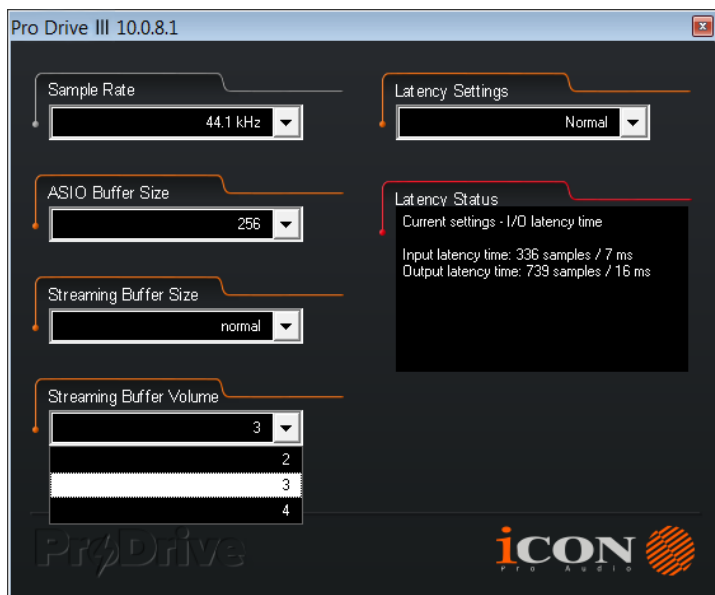 Pro Drive III 10.0.8.1
Sample Rate
44.1 kHz
ASIO Buffer Size
256
Streaming Buffer Size
normal
Streaming Buffer Volume
3
2
3
4
Latency Settings
Normal
Latency Status
Current settings - I/O latency time
Input latency time: 336 samples / 7 ms
Output latency time: 739 samples / 16 ms
ProDrive
iCON
Pro Audio